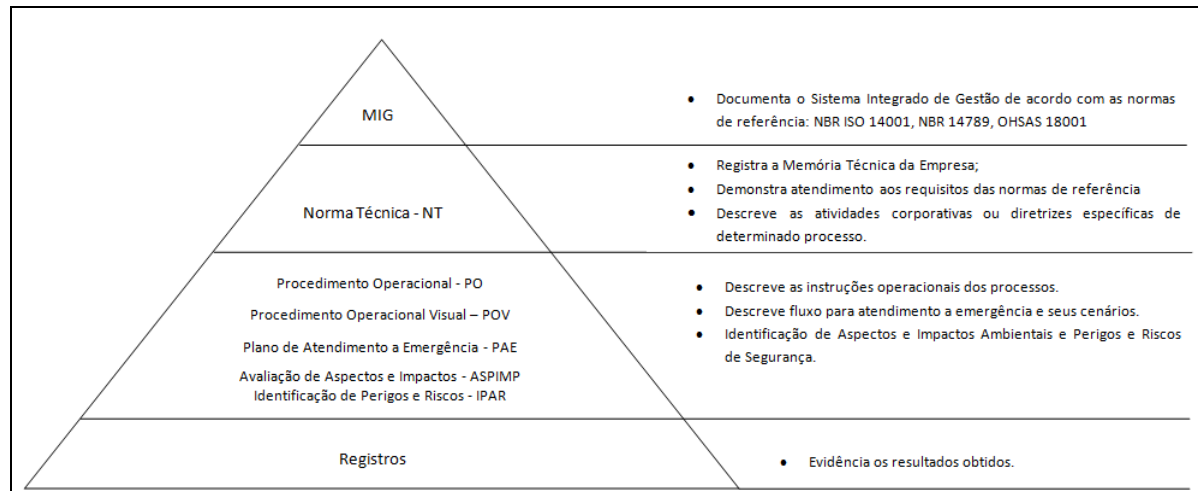 MIG
• Documenta o Sistema Integrado de Gestão de acordo com as normas
de referência: NBR ISO 14001, NBR 14789, OHSAS 18001
Norma Técnica - NT
• Registra a Memória Técnica da Empresa;
• Demonstra atendimento aos requisitos das normas de referência
• Descreve as atividades corporativas ou diretrizes específicas de
determinado processo.
Procedimento Operacional - PO
Procedimento Operacional Visual – POV
Plano de Atendimento a Emergência - PAE
Avaliação de Aspectos e Impactos - ASPIMP
Identificação de Perigos e Riscos - IPAR
• Descreve as instruções operacionais dos processos.
• Descreve fluxo para atendimento a emergência e seus cenários.
• Identificação de Aspectos e Impactos Ambientais e Perigos e Riscos
de Segurança.
Registros
• Evidência os resultados obtidos.